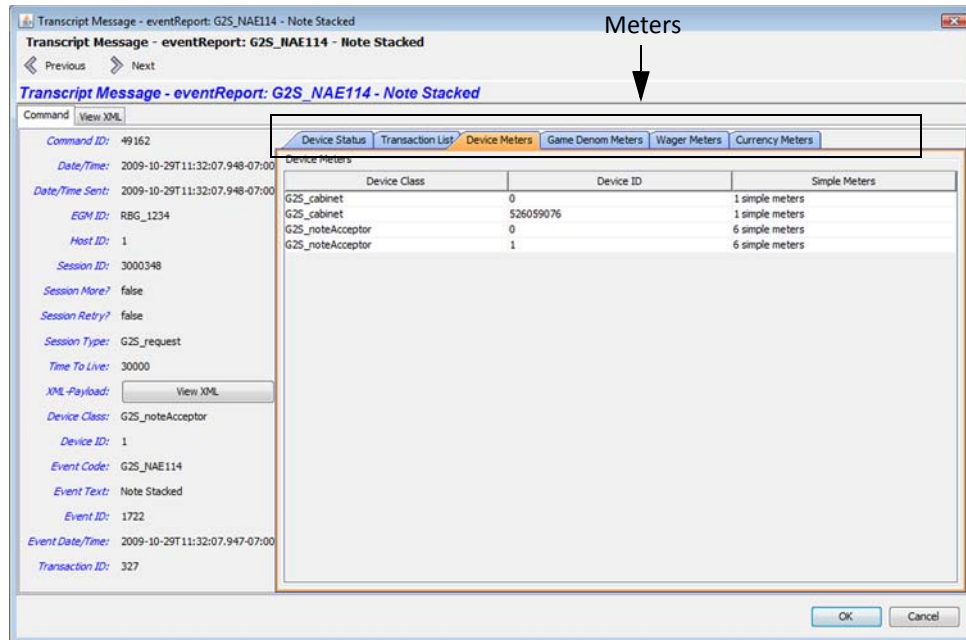 Transcript Message - eventReport: G2S_NAE114 - Note Stacked
Meters
Transcript Message - eventReport: G2S_NAE114 - Note Stacked
Previous Next
Transcript Message - eventReport: G2S_NAE114 - Note Stacked
Command View XML
Device Status Transaction List Device Meters Game Denom Meters Wager Meters Currency Meters
Command ID: 49162
Date/Time: 2009-10-29T11:32:07.948-07:00
Date/Time Sent: 2009-10-29T11:32:07.948-07:00
EGM ID: RBG_1234
Host ID: 1
Session ID: 3000348
Session More? false
Session Retry? false
Session Type: G2S_request
Time To Live: 30000
XML-Payload: View XML
Device Class: G2S_noteAcceptor
Device ID: 1
Event Code: G2S_NAE114
Event Text: Note Stacked
Event ID: 1722
Event Date/Time: 2009-10-29T11:32:07.947-07:00
Transaction ID: 327
Device Meters
Device Class Device ID Simple Meters
G2S_cabinet 0 1 simple meters
G2S_cabinet 526059076 1 simple meters
G2S_noteAcceptor 0 6 simple meters
G2S_noteAcceptor 1 6 simple meters
OK Cancel